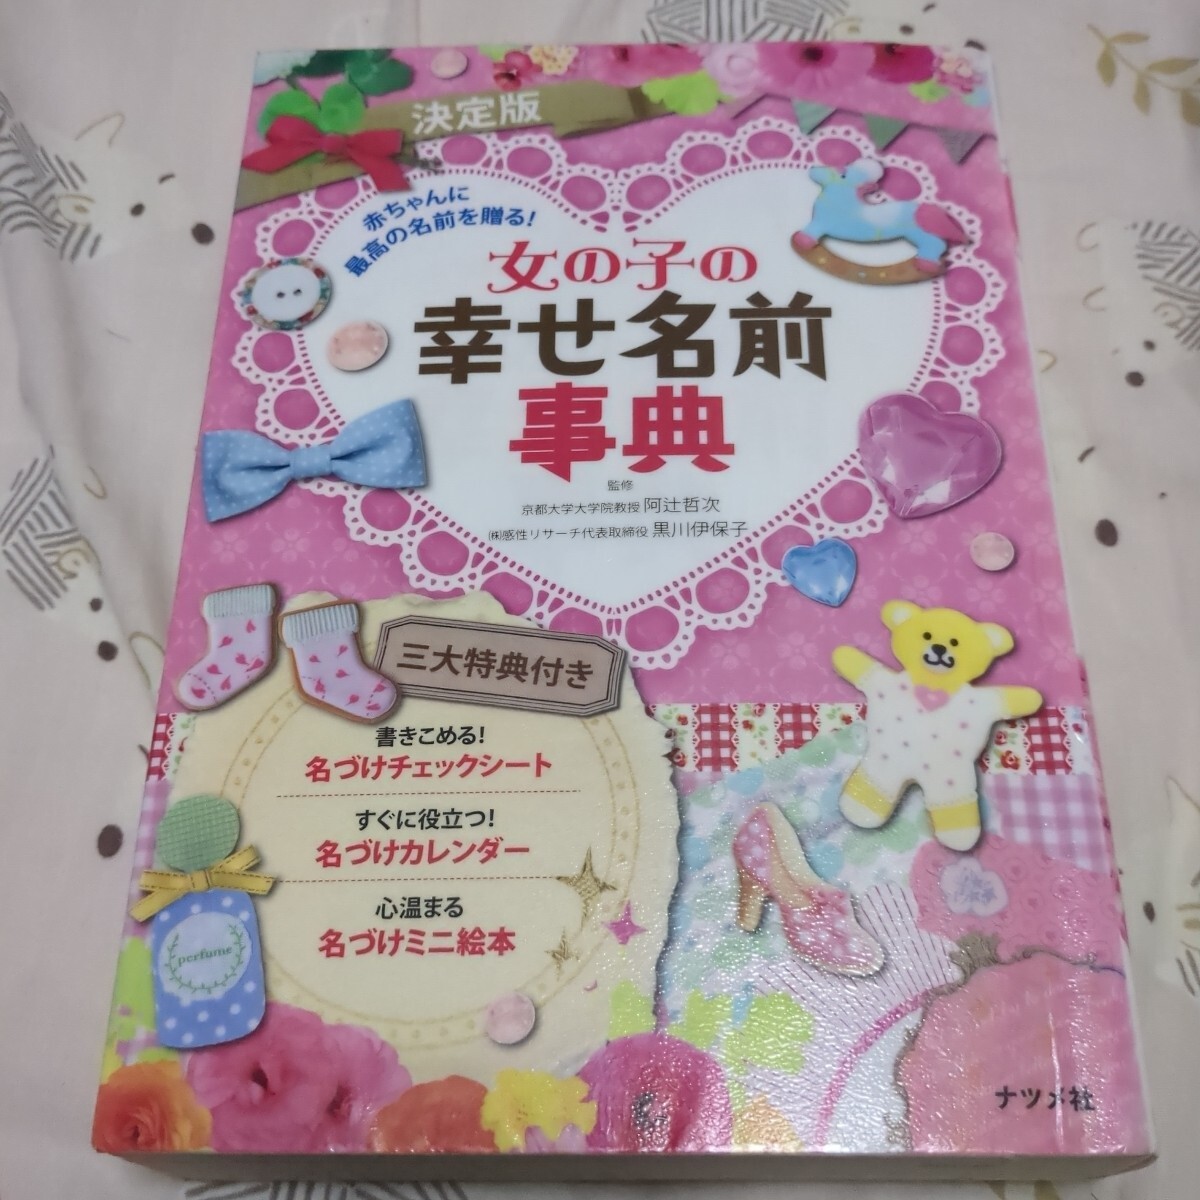 決定版
赤ちゃんに
最高の名前を贈る!
女の子の
幸せ名前
事典
監修
京都大学大学院教授 阿辻哲次
㈱感性リサーチ代表取締役 黒川伊保子
三大特典付き
書きこめる!
名づけチェックシート
すぐに役立つ!
名づけカレンダー
心温まる
名づけミニ絵本
perfume
ナツメ社